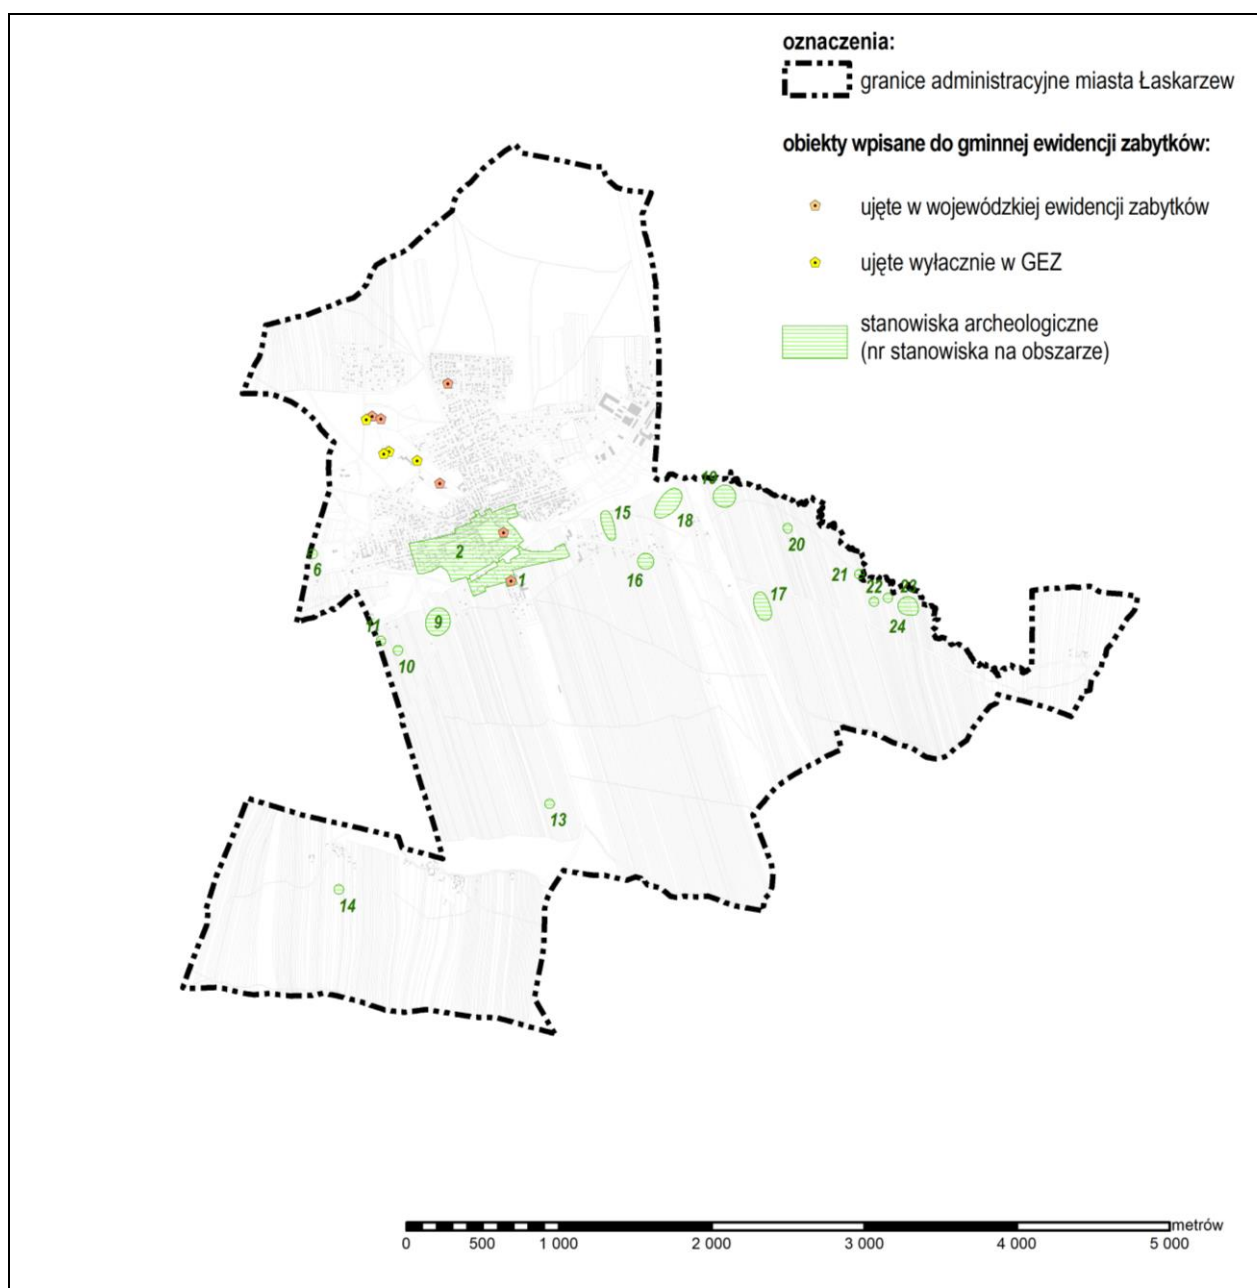 oznaczenia:
granice administracyjne miasta Łaskarzew
obiekty wpisane do gminnej ewidencji zabytków:
ujęte w wojewódzkiej ewidencji zabytków
ujęte wyłacznie w GEZ
stanowiska archeologiczne
(nr stanowiska na obszarze)
19
15
18
20
2
6
16
21
1
22
23
17
9
24
11
10
13
14
metrów
0 500 1 000 2 000 3 000 4 000 5 000